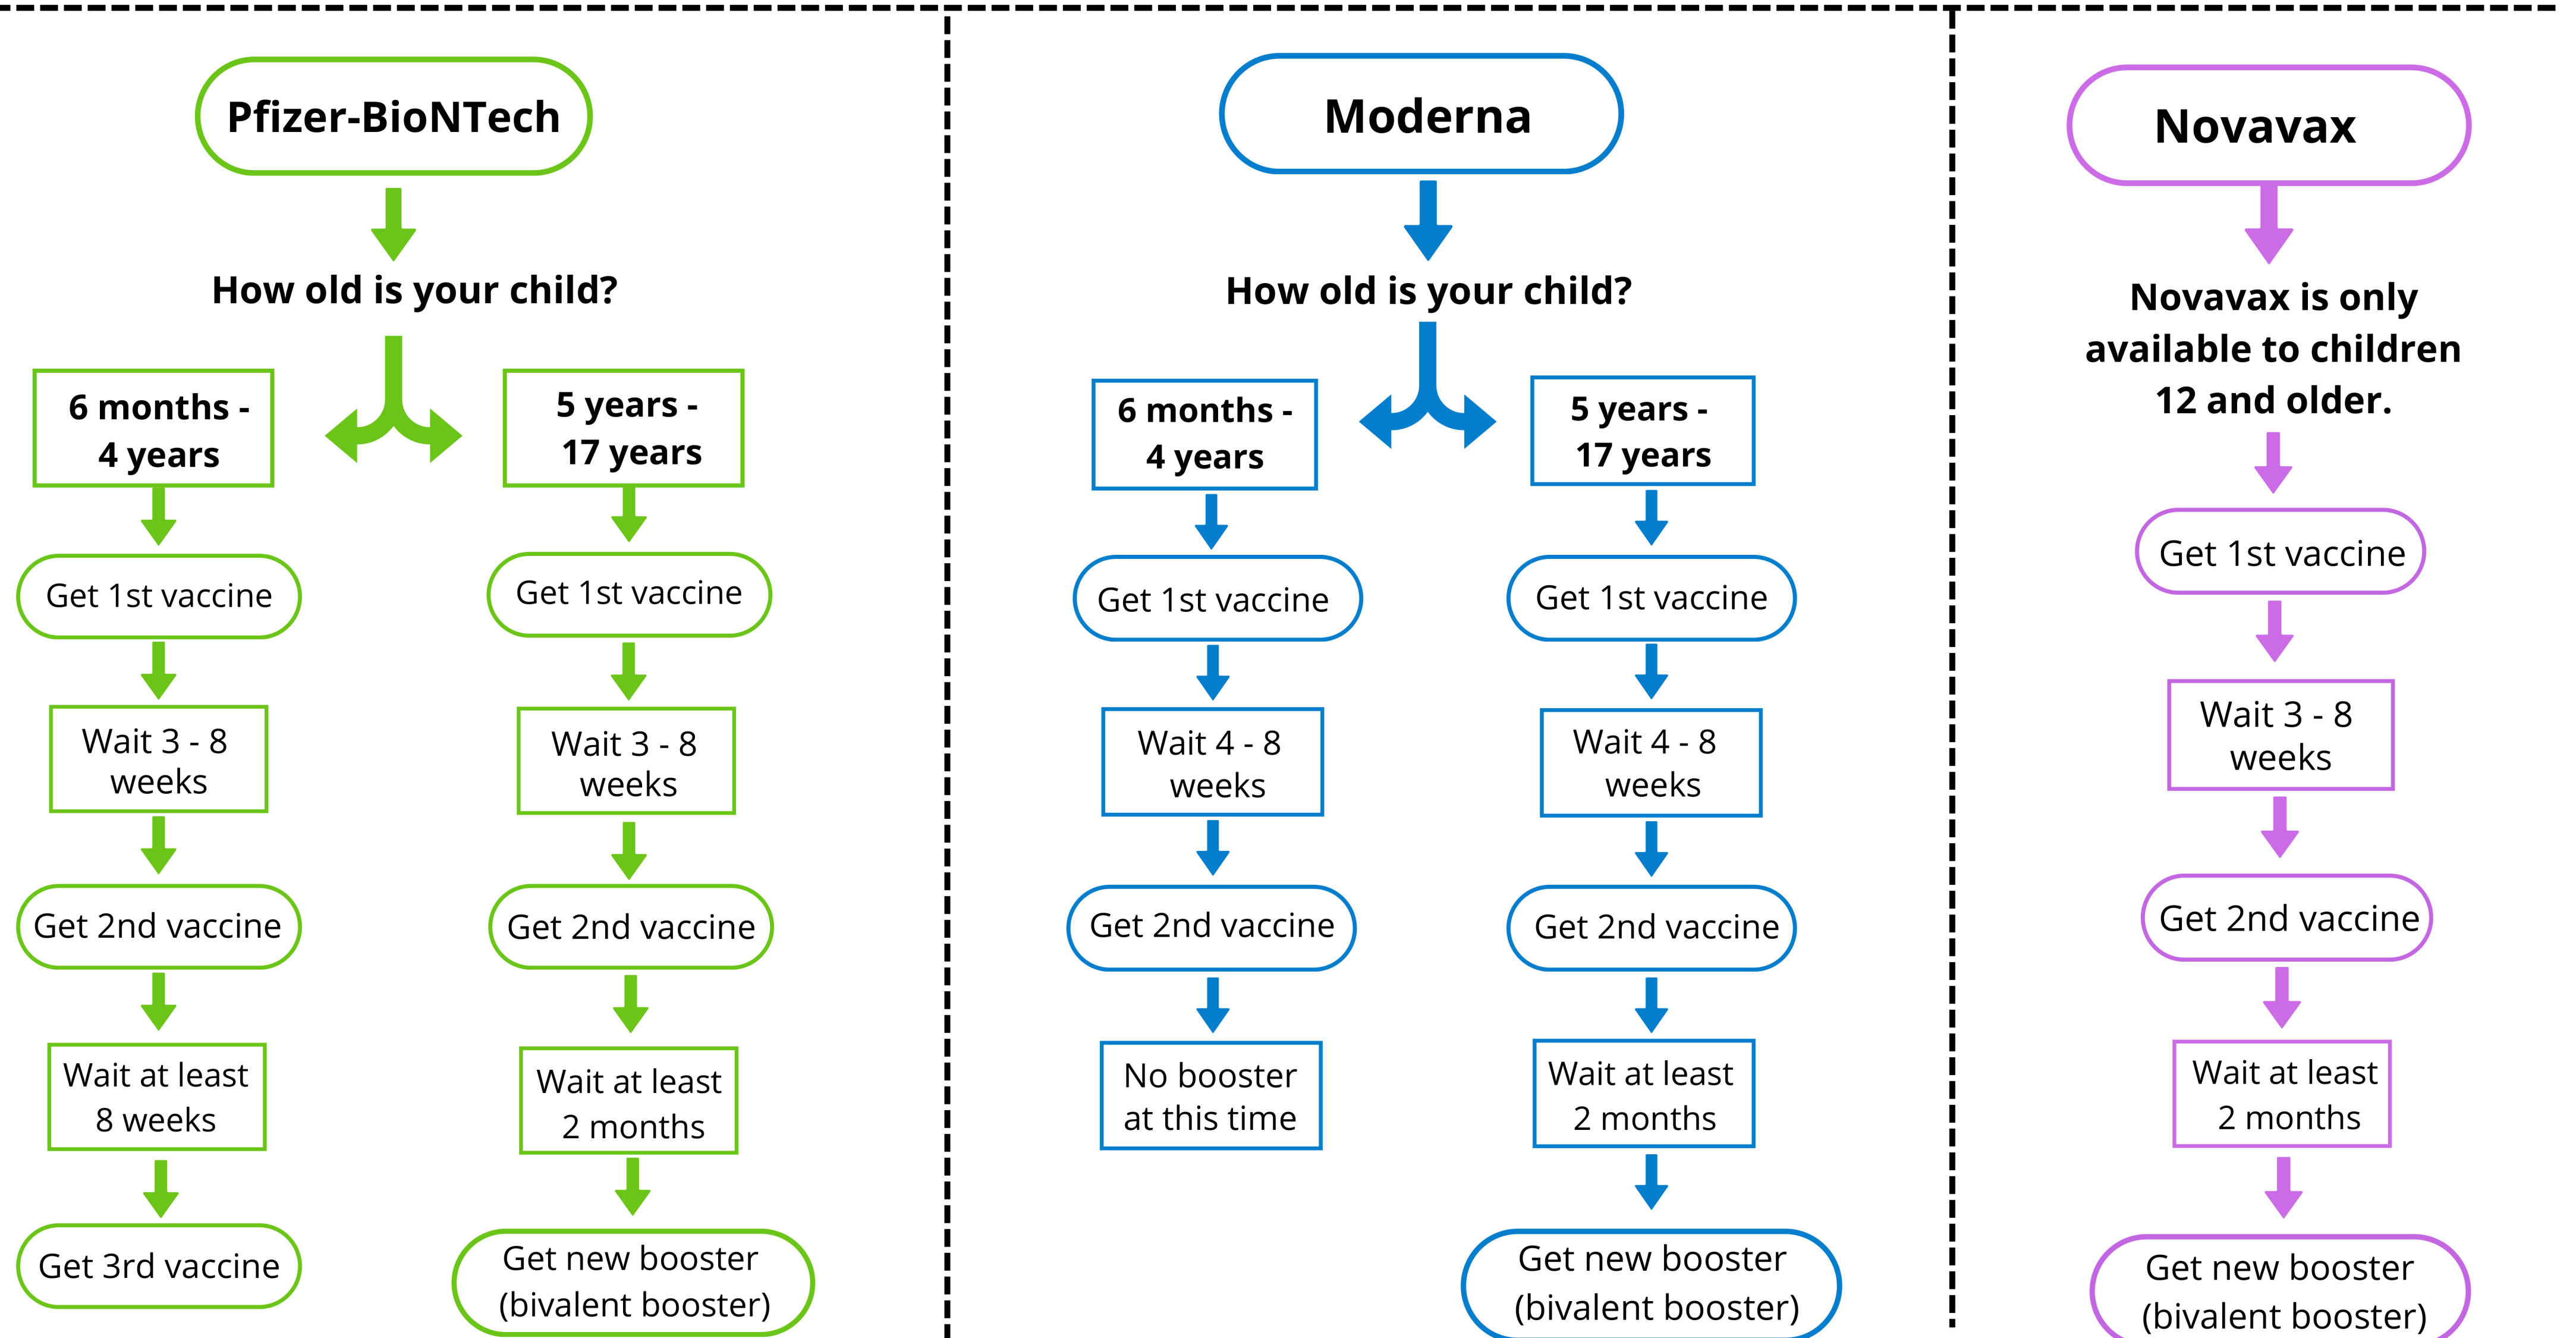 Pfizer-BioNTech
How old is your child?
6 months -
4 years
Get 1st vaccine
Wait 3 - 8
weeks
Get 2nd vaccine
Wait at least
8 weeks
Get 3rd vaccine
5 years -
17 years
Get 1st vaccine
Wait 3 - 8
weeks
Get 2nd vaccine
Wait at least
2 months
Get new booster
(bivalent booster)
Moderna
How old is your child?
6 months -
4 years
Get 1st vaccine
Wait 4 - 8
weeks
Get 2nd vaccine
No booster
at this time
5 years -
17 years
Get 1st vaccine
Wait 4 - 8
weeks
Get 2nd vaccine
Wait at least
2 months
Get new booster
(bivalent booster)
Novavax
Novavax is only
available to children
12 and older.
Get 1st vaccine
Wait 3 - 8
weeks
Get 2nd vaccine
Wait at least
2 months
Get new booster
(bivalent booster)